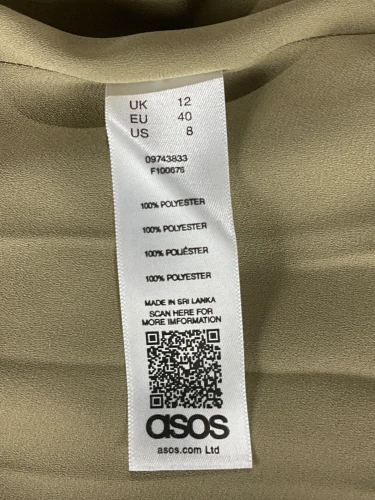 UK 12
EU 40
US 8
09743833
F100676
100% POLYESTER
100% POLYESTER
100% POLIÉSTER
100% POLYESTER
MADE IN SRI LANKA
SCAN HERE FOR
MORE IMFORMATION
asos
asos.com Ltd